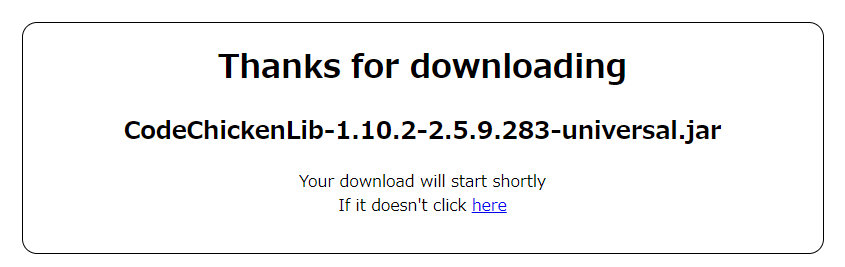 Thanks for downloading
CodeChickenLib-1.10.2-2.5.9.283-universal.jar
Your download will start shortly
If it doesn't click here